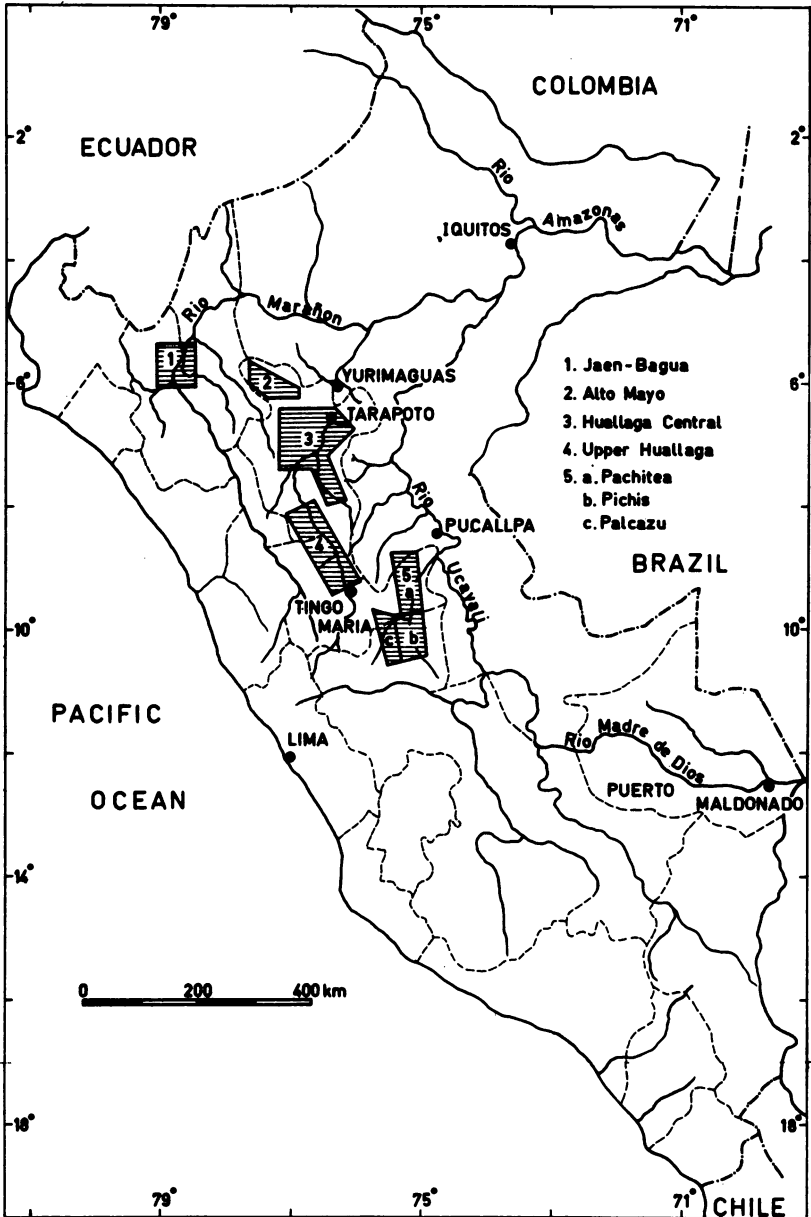 79°
75°
71°
COLOMBIA
2°
2°
ECUADOR
Rio
Amazonas
IQUITOS
Rio
Marañon
1
2
3
4
5
a
c
b
6°
6°
YURIMAGUAS
TARAPOTO
1. Jaen-Bagua
2. Alto Mayo
3. Huallaga Central
4. Upper Huallaga
5. a. Pachitea
b. Pichis
c. Palcazu
Rio
Ucayali
PUCALLPA
BRAZIL
TINGO
MARIA
10°
10°
PACIFIC
OCEAN
LIMA
Rio Madre de Dios
PUERTO
MALDONADO
14°
14°
0 200 400 km
18°
18°
79°
75°
71°
CHILE